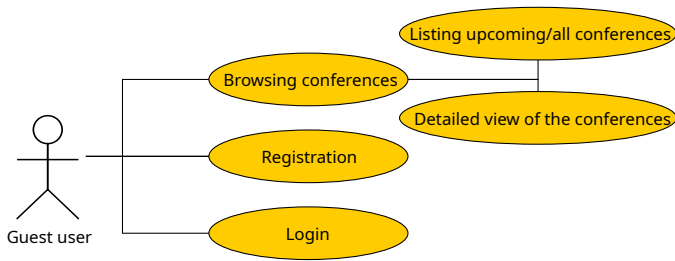 Listing upcoming/all conferences
Browsing conferences
Detailed view of the conferences
Registration
Login
Guest user